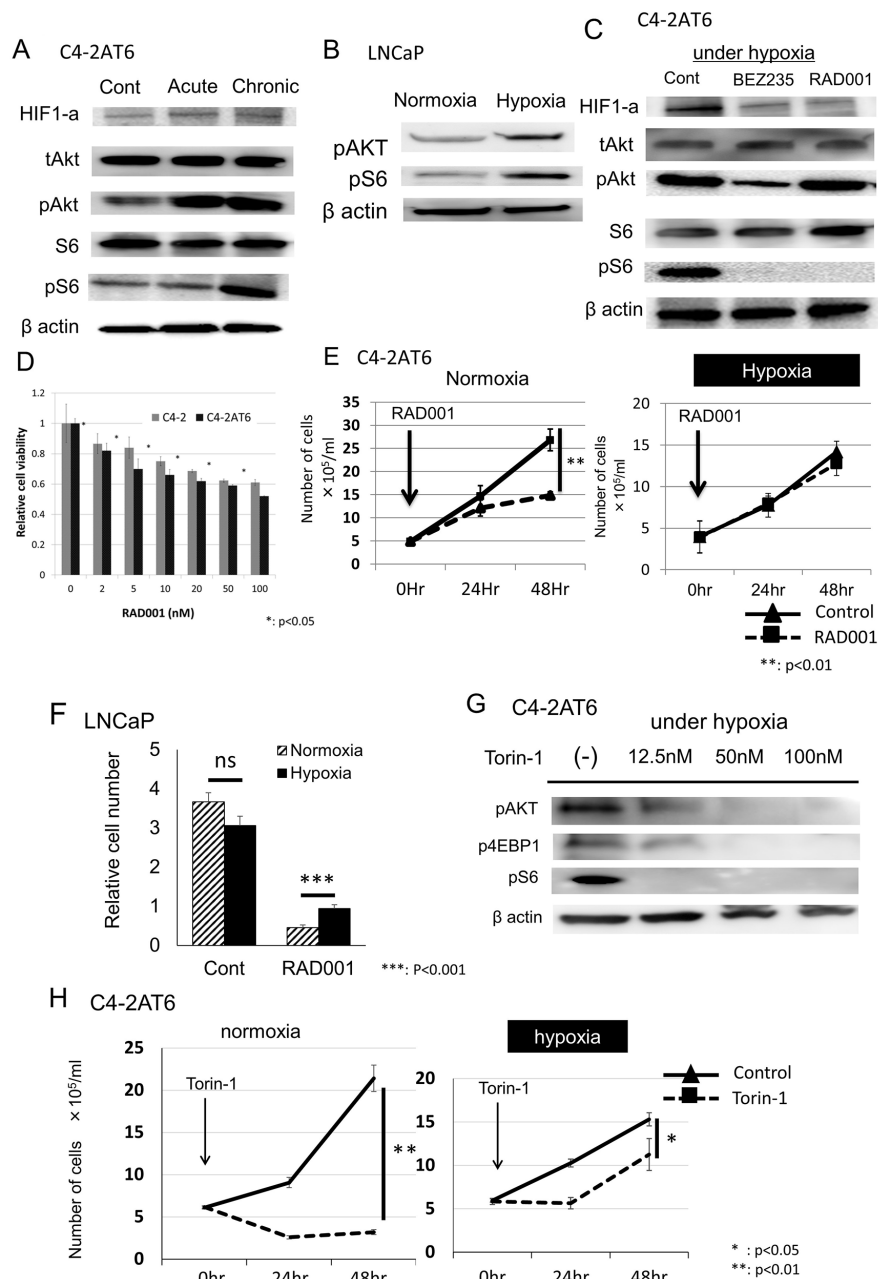 A C4-2AT6
Cont Acute Chronic
HIF1-a
tAkt
pAkt
S6
pS6
β actin
B LNCaP
Normoxia Hypoxia
pAKT
pS6
β actin
C C4-2AT6
under hypoxia
Cont BEZ235 RAD001
HIF1-a
tAkt
pAkt
S6
pS6
β actin
D
Relative cell viability
1.2
1
0.8
0.6
0.4
0.2
0
C4-2 C4-2AT6
* * * * * *
0 2 5 10 20 50 100
RAD001 (nM)
*: p<0.05
E C4-2AT6
Normoxia
Number of cells
×10⁵/ml
35
30
25
20
15
10
5
0
RAD001
**
0Hr 24Hr 48Hr
Hypoxia
Number of cells
×10⁵/ml
20
15
10
5
0
RAD001
0hr 24hr 48hr
Control
RAD001
**: p<0.01
F LNCaP
Relative cell number
5
4
3
2
1
0
Normoxia
Hypoxia
ns
***
Cont RAD001
***: P<0.001
G C4-2AT6
under hypoxia
Torin-1 (-) 12.5nM 50nM 100nM
pAKT
p4EBP1
pS6
β actin
H C4-2AT6
normoxia
Number of cells ×10⁵/ml
25
20
15
10
5
0
Torin-1
**
0hr 24hr 48hr
hypoxia
20
15
10
5
0
Torin-1
*
0hr 24hr 48hr
Control
Torin-1
* : p<0.05
**: p<0.01